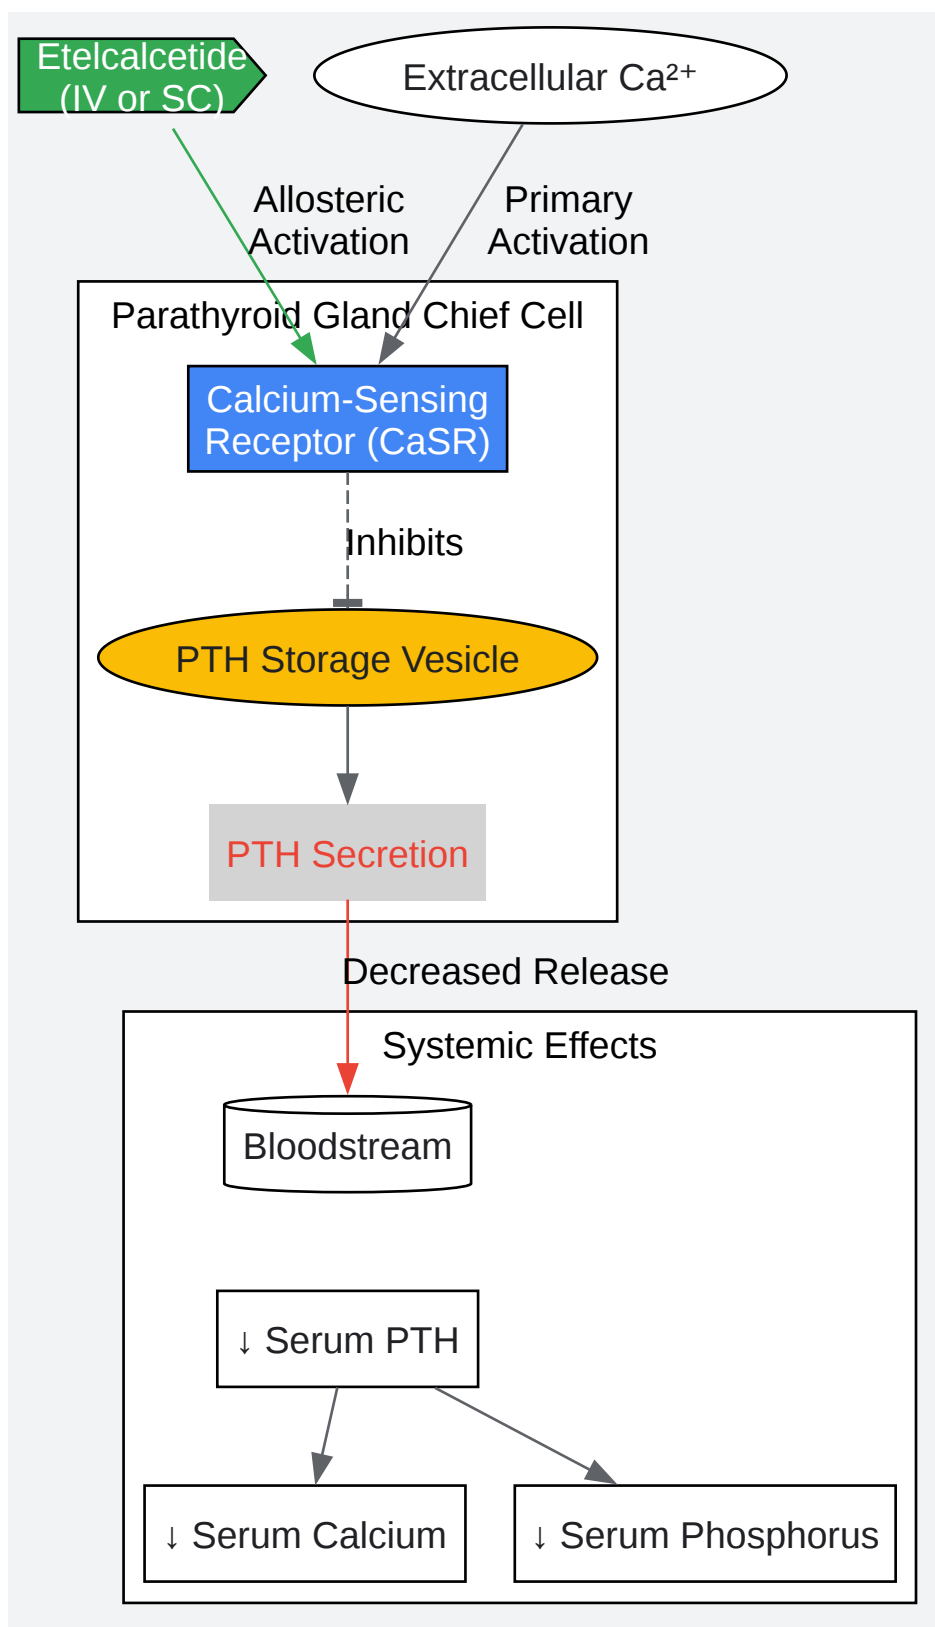 Etelcalcetide
(IV or SC)
Extracellular Ca²⁺
Allosteric
Activation
Primary
Activation
Parathyroid Gland Chief Cell
Calcium-Sensing
Receptor (CaSR)
Inhibits
PTH Storage Vesicle
PTH Secretion
Decreased Release
Systemic Effects
Bloodstream
↓ Serum PTH
↓ Serum Calcium
↓ Serum Phosphorus